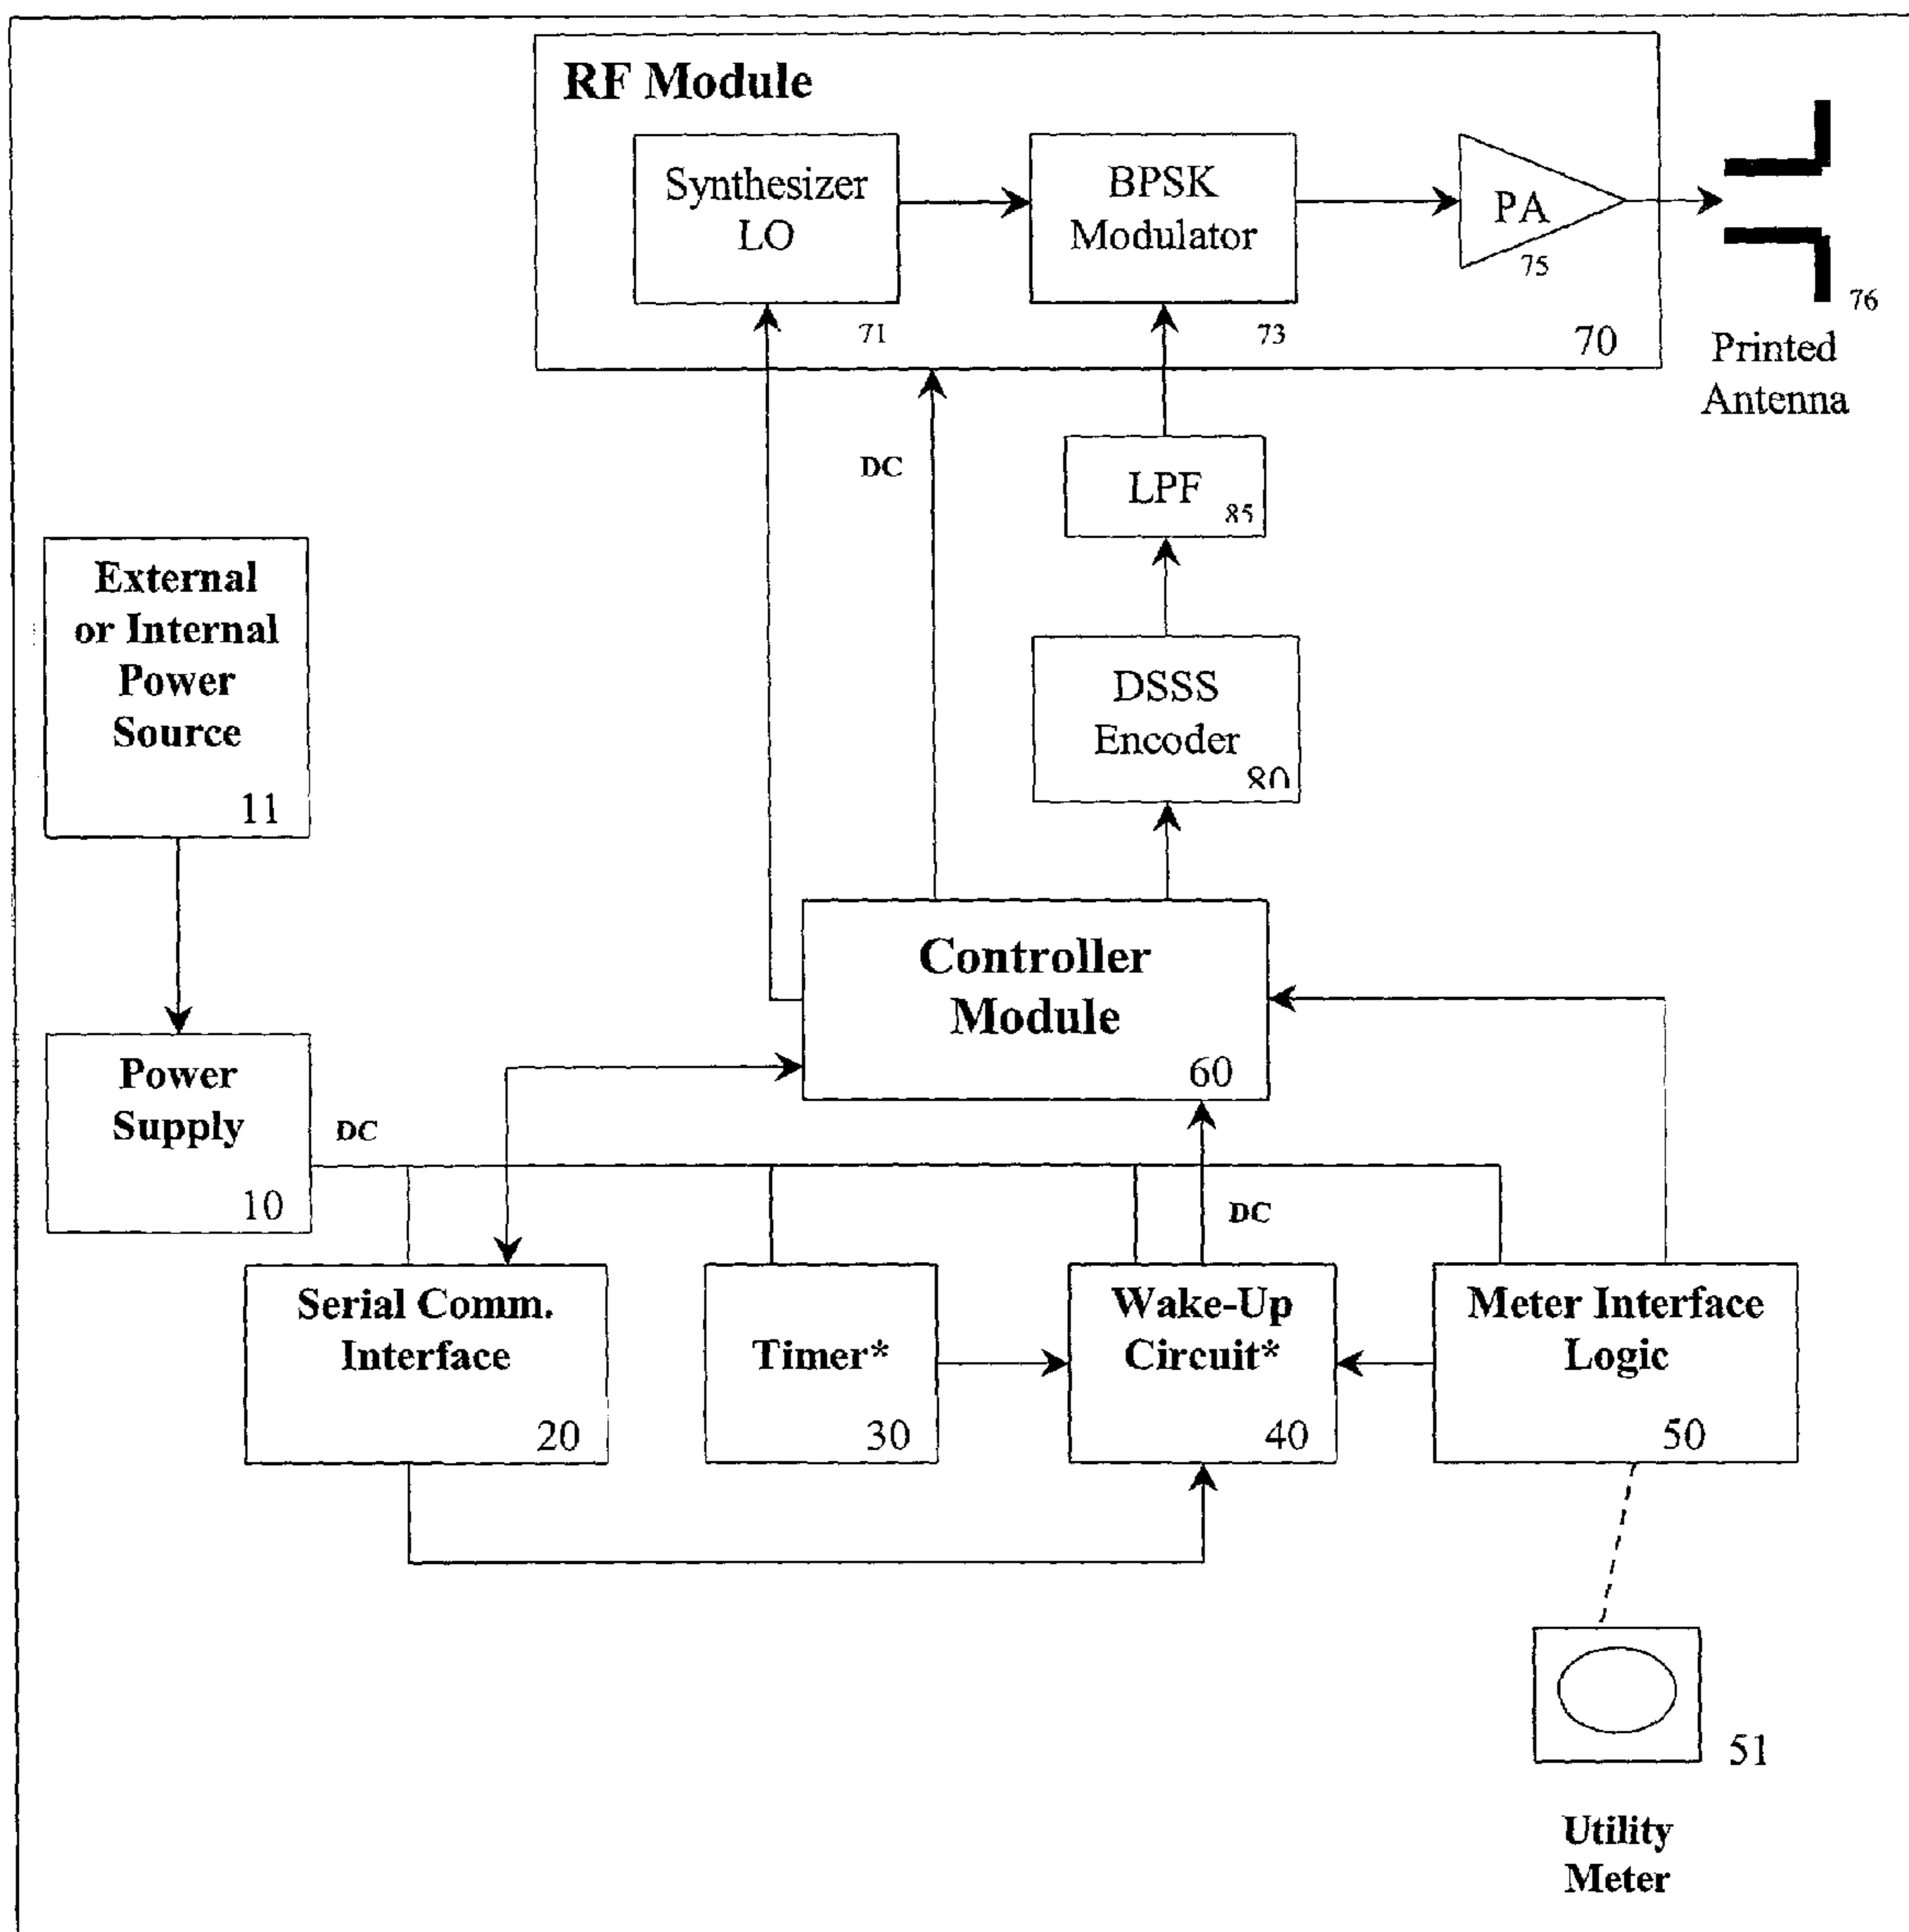 RF Module
Synthesizer
LO
71
BPSK
Modulator
73
PA
75
70
76
Printed
Antenna
DC
LPF
85
External
or Internal
Power
Source
11
DSSS
Encoder
80
Controller
Module
60
Power
Supply
10
DC
DC
Serial Comm.
Interface
20
Timer*
30
Wake-Up
Circuit*
40
Meter Interface
Logic
50
51
Utility
Meter